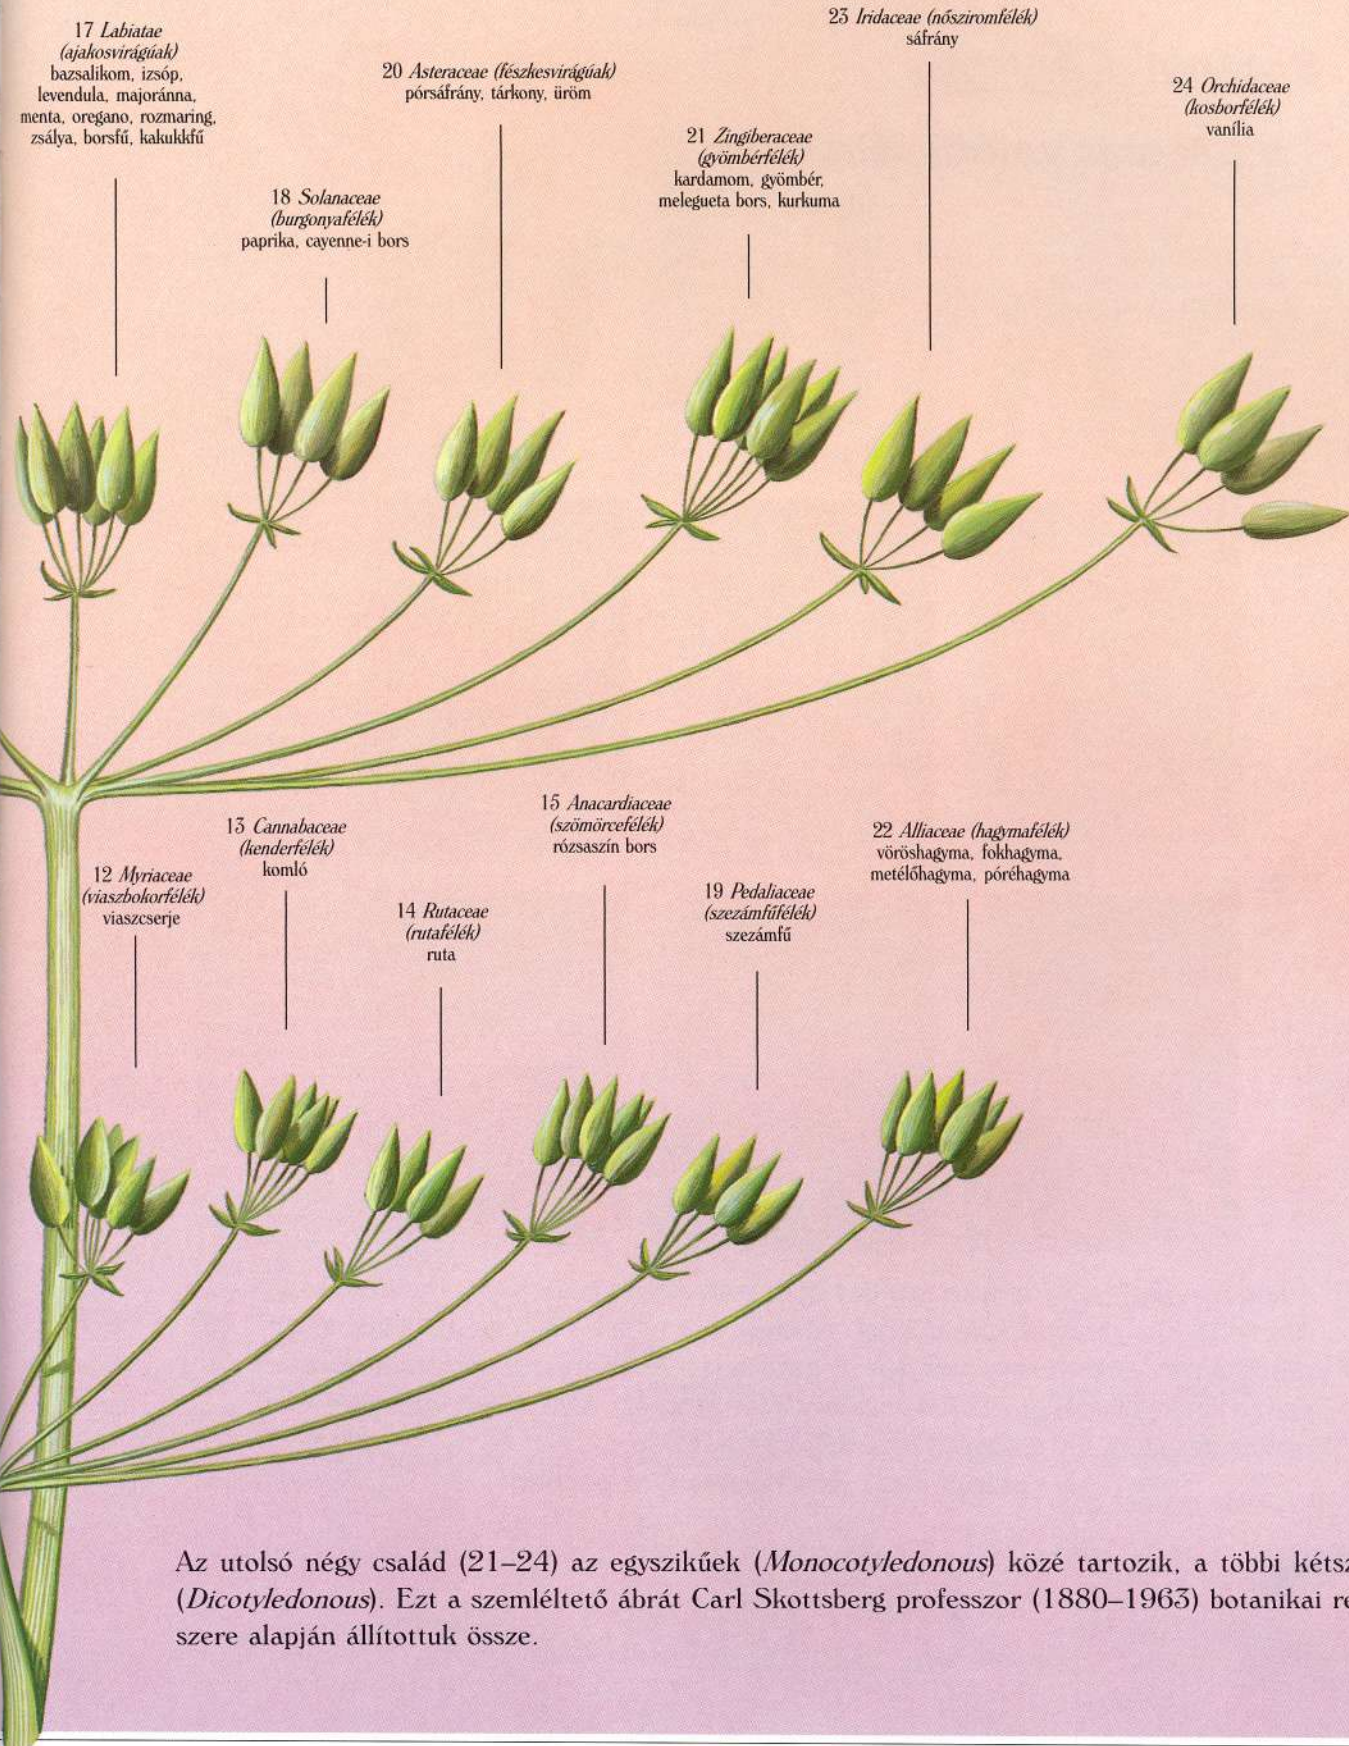 17 Labiatae
(ajakosvirágúak)
bazsalikom, izsóp,
levendula, majoránna,
menta, oregano, rozmaring,
zsálya, borsfű, kakukkfű
18 Solanaceae
(burgonyafélék)
paprika, cayenne-i bors
20 Asteraceae (fészkesvirágúak)
pórsáfrány, tárkony, üröm
21 Zingiberaceae
(gyömbérfélék)
kardamom, gyömbér,
melegueta bors, kurkuma
23 Iridaceae (nősziromfélék)
sáfrány
24 Orchidaceae
(kosborfélék)
vanília
12 Myriaceae
(viaszbokorfélék)
viaszcserje
13 Cannabaceae
(kenderfélék)
komló
14 Rutaceae
(rutafélék)
ruta
15 Anacardiaceae
(szömörcefélék)
rózsaszín bors
19 Pedaliaceae
(szezámfűfélék)
szezámfű
22 Alliaceae (hagymafélék)
vöröshagyma, fokhagyma,
metélőhagyma, póréhagyma
Az utolsó négy család (21–24) az egyszikűek (Monocotyledonous) közé tartozik, a többi kétsz
(Dicotyledonous). Ezt a szemléltető ábrát Carl Skottsberg professzor (1880–1963) botanikai re
szere alapján állítottuk össze.